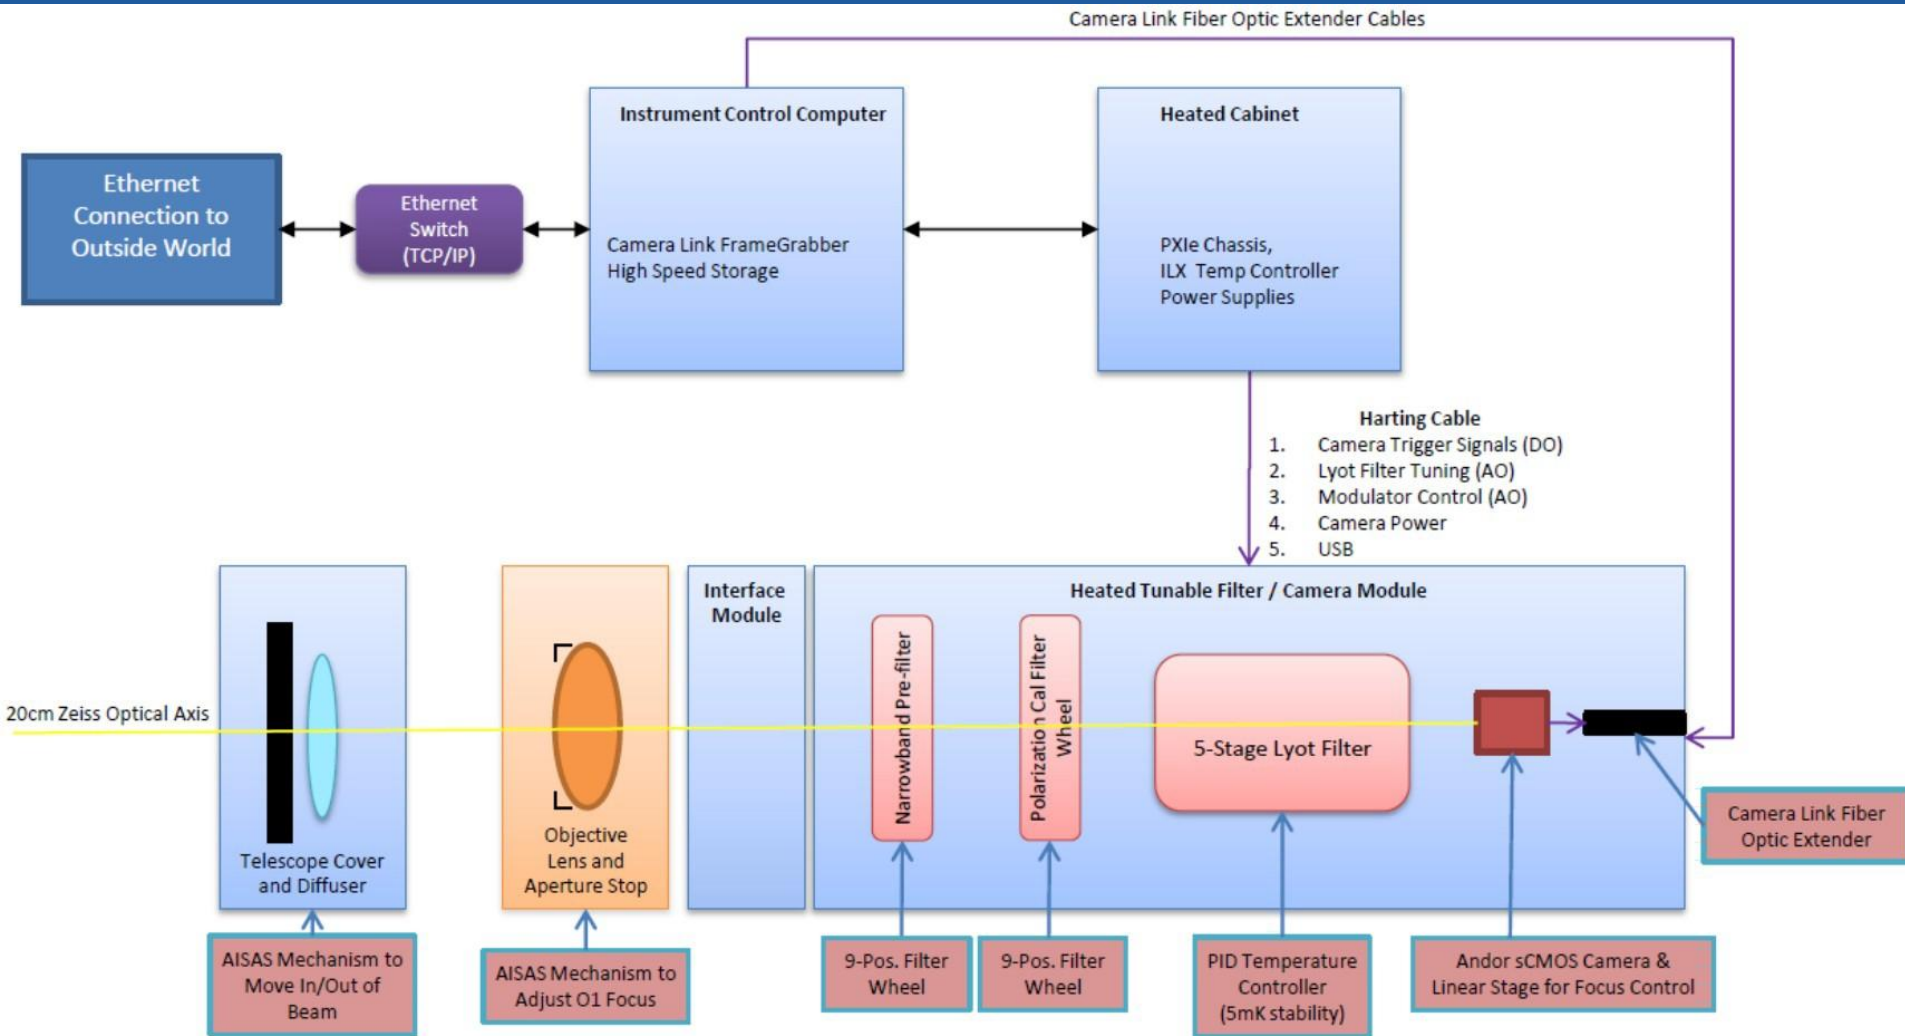 Camera Link Fiber Optic Extender Cables
Instrument Control Computer
Camera Link FrameGrabber
High Speed Storage
Heated Cabinet
PXIe Chassis,
ILX Temp Controller
Power Supplies
Ethernet
Connection to
Outside World
Ethernet
Switch
(TCP/IP)
Harting Cable
1. Camera Trigger Signals (DO)
2. Lyot Filter Tuning (AO)
3. Modulator Control (AO)
4. Camera Power
5. USB
20cm Zeiss Optical Axis
Telescope Cover
and Diffuser
Objective
Lens and
Aperture Stop
Interface
Module
Heated Tunable Filter / Camera Module
Narrowband Pre-filter
Polarization Cal Filter
Wheel
5-Stage Lyot Filter
Camera Link Fiber
Optic Extender
AISAS Mechanism to
Move In/Out of
Beam
AISAS Mechanism to
Adjust O1 Focus
9-Pos. Filter
Wheel
9-Pos. Filter
Wheel
PID Temperature
Controller
(5mK stability)
Andor sCMOS Camera &
Linear Stage for Focus Control